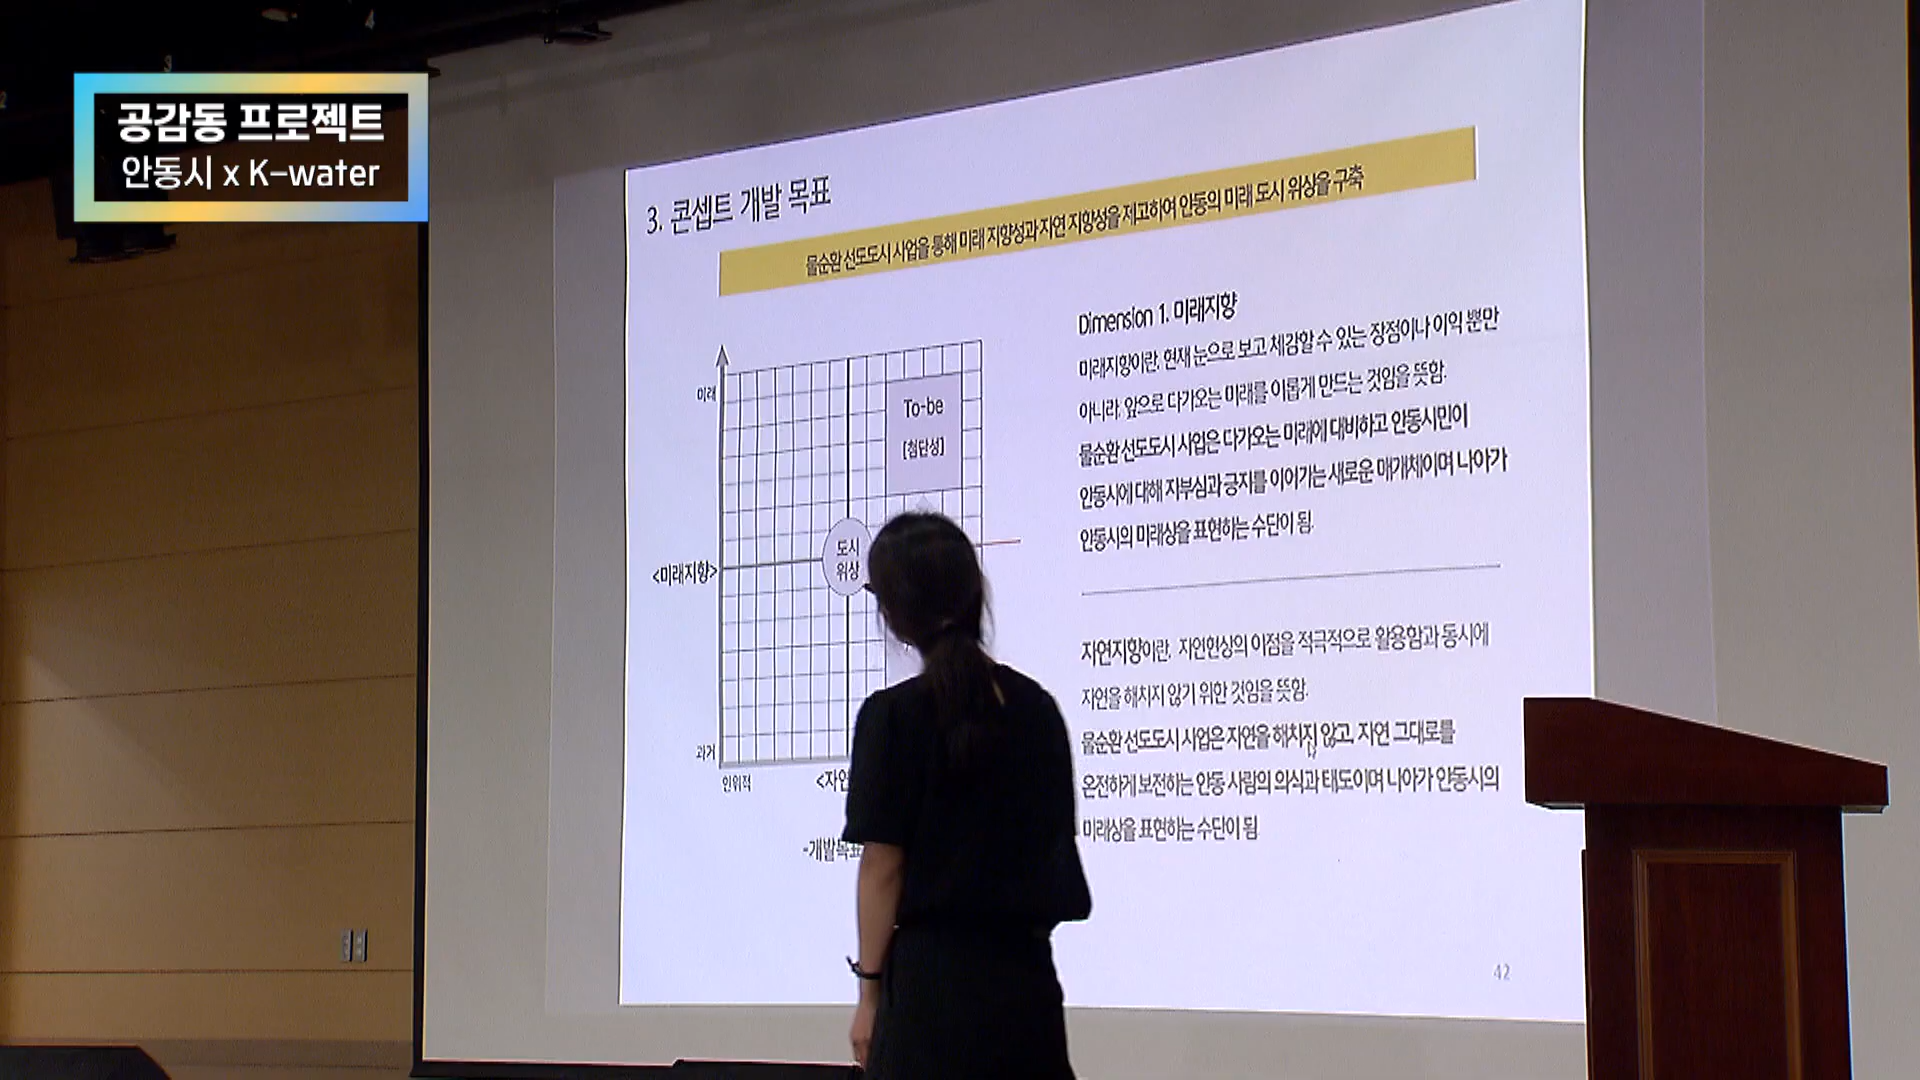 공감동 프로젝트
안동시 x K-water
3. 콘셉트 개발 목표
물순환 선도도시 사업을 통해 미래 지향성과 자연 지향성을 제고하여 안동의 미래 도시 위상을 구축
미래
To-be
[첨단성]
도시
위상
<미래지향>
과거
인위적
<자연
-개발목표
Dimension 1. 미래지향
미래지향이란, 현재 눈으로 보고 체감할 수 있는 장점이나 이익 뿐만
아니라, 앞으로 다가오는 미래를 이롭게 만드는 것임을 뜻함.
물순환 선도도시 사업은 다가오는 미래에 대비하고 안동시민이
안동시에 대해 자부심과 긍지를 이어가는 새로운 매개체이며 나아가
안동시의 미래상을 표현하는 수단이 됨.
자연지향이란, 자연현상의 이점을 적극적으로 활용함과 동시에
자연을 해치지 않기 위한 것임을 뜻함.
물순환 선도도시 사업은 자연을 해치지 않고, 자연 그대로를
온전하게 보전하는 안동 사람의 의식과 태도이며 나아가 안동시의
미래상을 표현하는 수단이 됨
42
3
4
2